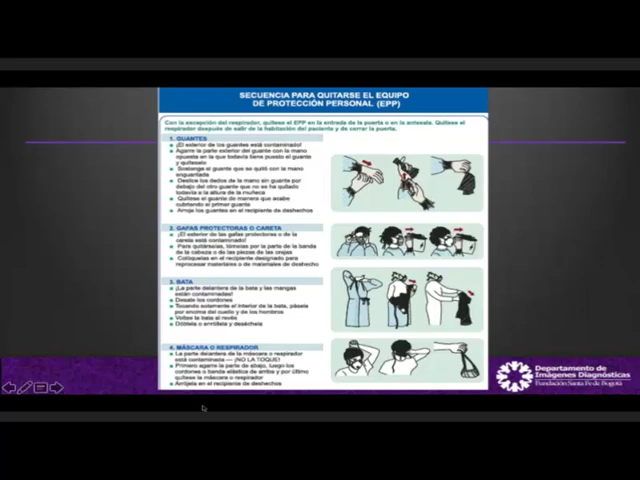 SECUENCIA PARA QUITARSE EL EQUIPO
DE PROTECCIÓN PERSONAL (EPP)
Con la excepción del respirador, quítese el EPP en la entrada de la puerta o en la antesala. Quítese el
respirador después de salir de la habitación del paciente y de cerrar la puerta.
1. GUANTES
¡El exterior de los guantes está contaminado!
Agarre la parte exterior del guante con la mano
opuesta en la que todavía tiene puesto el guante
y quíteselo
Sostenga el guante que se quitó con la mano
enguantada
Deslice los dedos de la mano sin guante por
debajo del otro guante que no se ha quitado
todavía a la altura de la muñeca
Quítese el guante de manera que acabe
cubriendo el primer guante
Arroje los guantes en el recipiente de deshechos
2. GAFAS PROTECTORAS O CARETA
¡El exterior de las gafas protectoras o de la
careta está contaminado!
Para quitárselas, tómelas por la parte de la banda
de la cabeza o de las piezas de las orejas
Colóquelas en el recipiente designado para
reprocesar materiales o de materiales de deshecho
3. BATA
¡La parte delantera de la bata y las mangas
están contaminadas!
Desate los cordones
Tocando solamente el interior de la bata, pásela
por encima del cuello y de los hombros
Voltee la bata al revés
Dóblela o enróllela y deséchela
4. MÁSCARA O RESPIRADOR
La parte delantera de la máscara o respirador
está contaminada — ¡NO LA TOQUE!
Primero agarre la parte de abajo, luego los
cordones o banda elástica de arriba y por último
quítese la máscara o respirador
Arrójela en el recipiente de deshechos
Departamento de
Imágenes Diagnósticas
Fundación Santa Fe de Bogotá